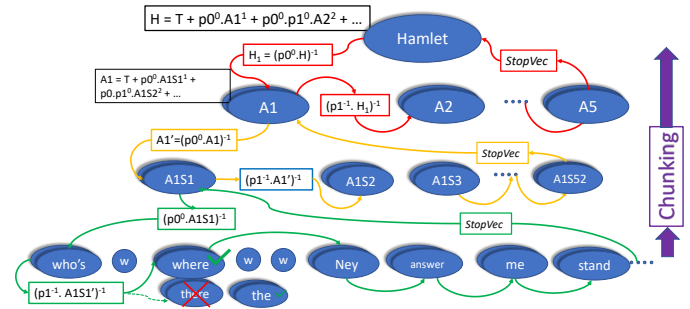 H = T + p0⁰.A1¹ + p0⁰.p1⁰.A2² + ...
Hamlet
H₁ = (p0⁰.H)⁻¹
StopVec
A1 = T + p0⁰.A1S1¹ +
p0.p1⁰.A1S2² + ...
A1
(p1⁻¹. H₁)⁻¹
A2
A5
A1'=(p0⁰.A1)⁻¹
StopVec
A1S1
(p1⁻¹.A1')⁻¹
A1S2
A1S3
A1S52
(p0⁰.A1S1)⁻¹
StopVec
who's
w
where
w
w
Ney
answer
me
stand
(p1⁻¹. A1S1')⁻¹
there
the
Chunking